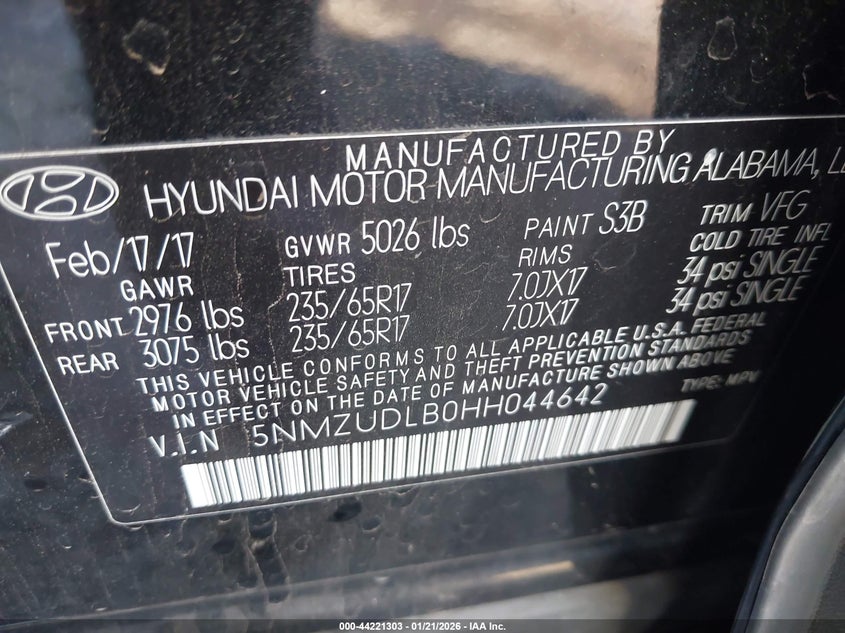 MANUFACTURED BY
HYUNDAI MOTOR MANUFACTURING ALABAMA,
Feb/17/17 GVWR 5026 lbs PAINT S3B TRIM VFG
GAWR TIRES RIMS COLD TIRE INFL
FRONT 2976 lbs 235/65R17 7.0JX17 34 psi SINGLE
REAR 3075 lbs 235/65R17 7.0JX17 34 psi SINGLE
THIS VEHICLE CONFORMS TO ALL APPLICABLE U.S.A. FEDERAL
MOTOR VEHICLE SAFETY AND THEFT PREVENTION STANDARDS
IN EFFECT ON THE DATE OF MANUFACTURE SHOWN ABOVE
V.I.N 5NMZUDLB0HH044642 TYPE: MPV
000-44221303 - 01/21/2026 - IAA Inc.